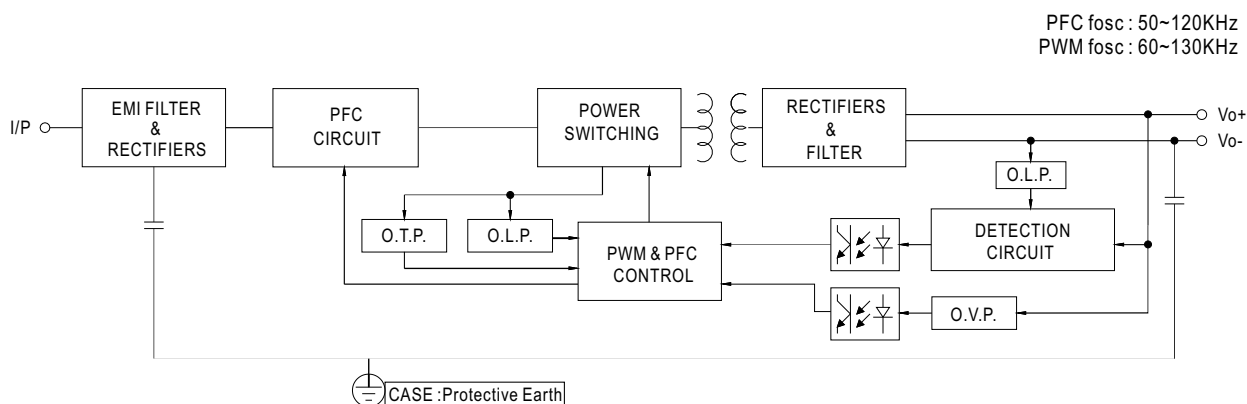 PFC fosc : 50~120KHz
PWM fosc : 60~130KHz
I/P
EMI FILTER
&
RECTIFIERS
PFC
CIRCUIT
POWER
SWITCHING
RECTIFIERS
&
FILTER
Vo+
Vo-
O.L.P.
O.T.P.
O.L.P.
PWM & PFC
CONTROL
DETECTION
CIRCUIT
O.V.P.
CASE :Protective Earth